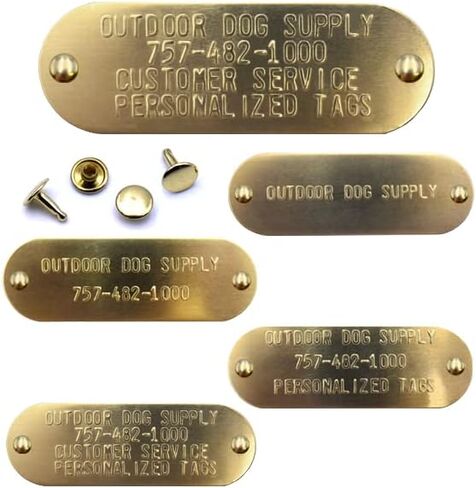 OUTDOOR DOG SUPPLY
757-482-1000
CUSTOMER SERVICE
PERSONALIZED TAGS
OUTDOOR DOG SUPPLY
OUTDOOR DOG SUPPLY
757-482-1000
OUTDOOR DOG SUPPLY
757-482-1000
PERSONALIZED TAGS
OUTDOOR DOG SUPPLY
757-482-1000
CUSTOMER SERVICE
PERSONALIZED TAGS